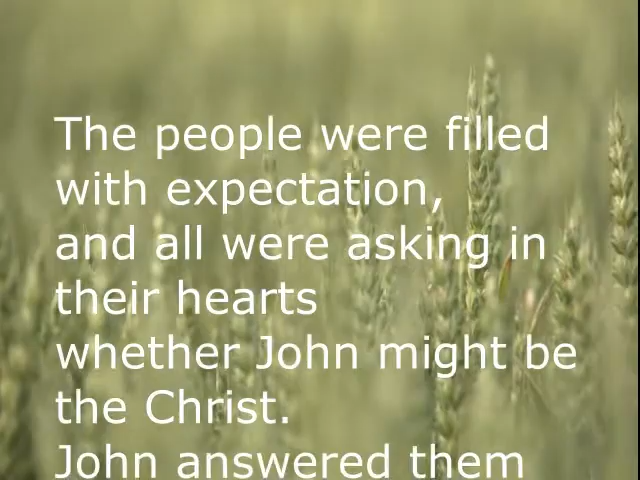 The people were filled
with expectation,
and all were asking in
their hearts
whether John might be
the Christ.
John answered them